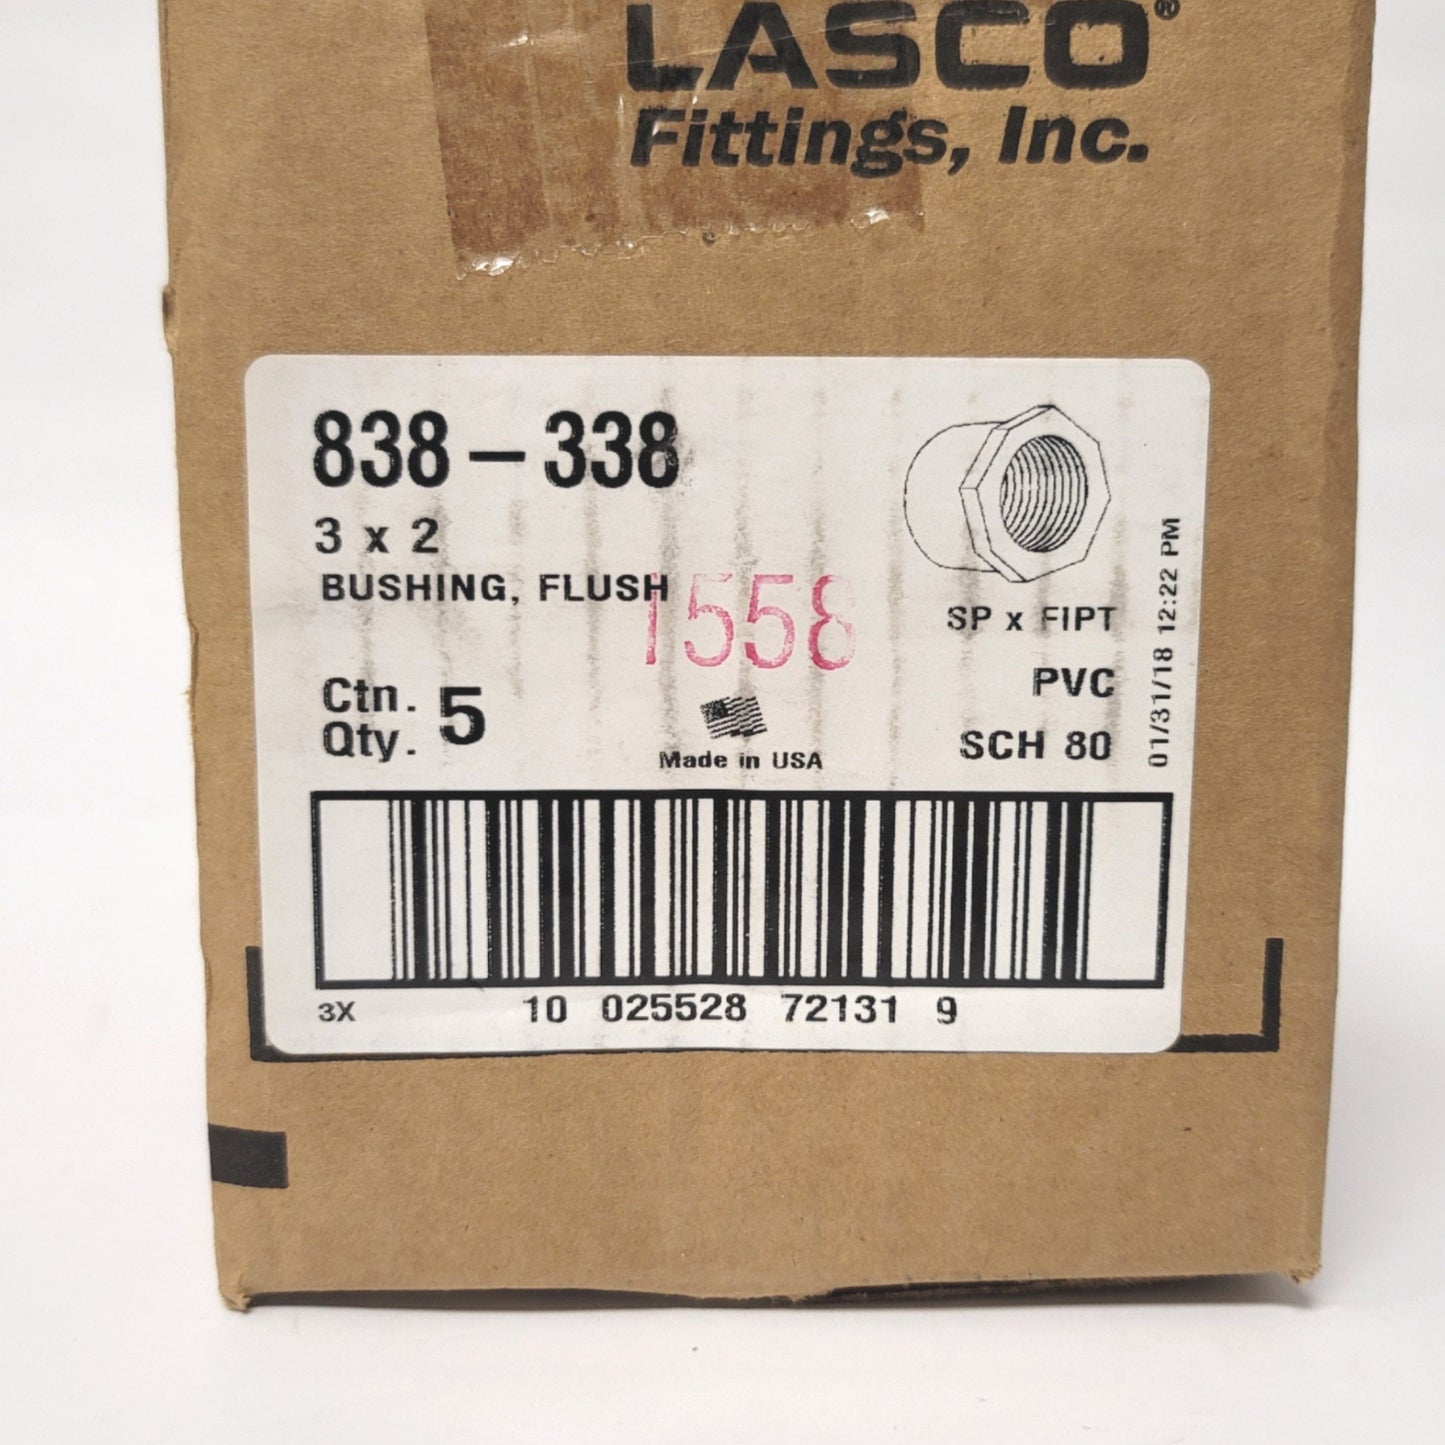 LASCO®
Fittings, Inc.
838-338
3 x 2
BUSHING, FLUSH
1558
SP x FIPT
PVC
SCH 80
01/31/18 12:22 PM
Ctn.
Qty. 5
Made in USA
3X 10 025528 72131 9